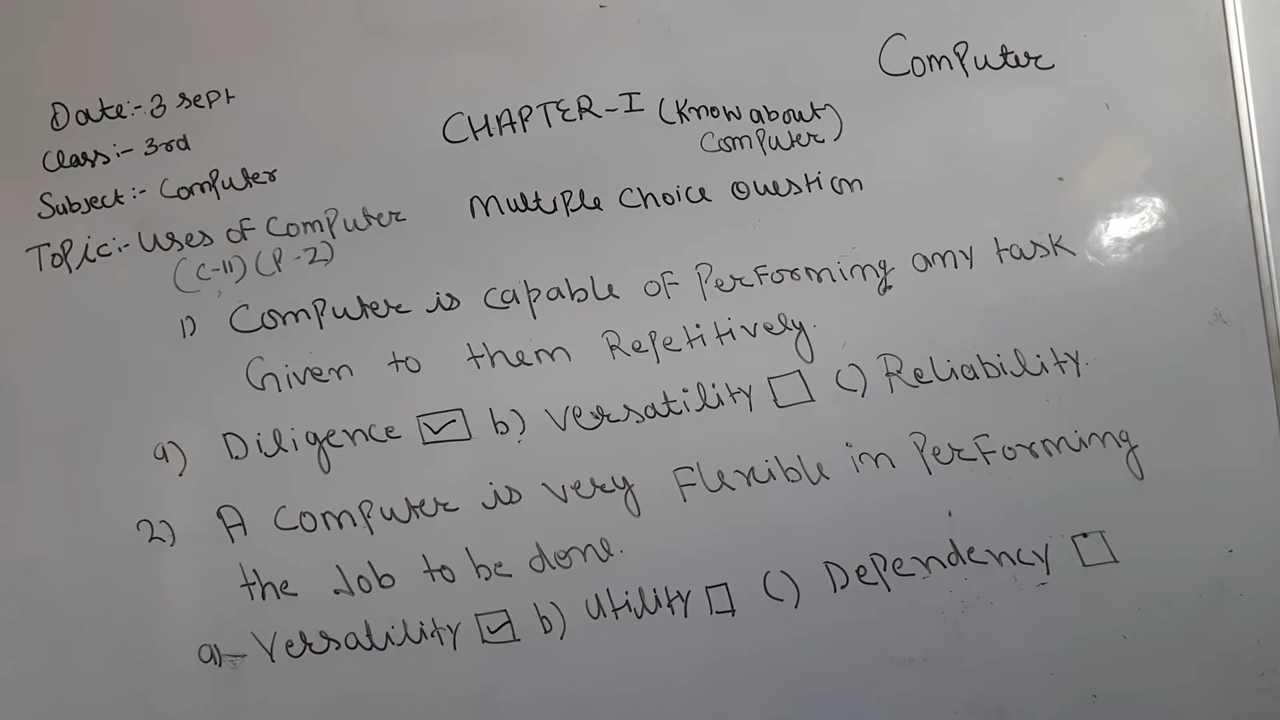 Computer
Date:- 3 sept
CHAPTER-I (Know about
Computer)
Class:- 3rd
Subject:- Computer
Multiple Choice Question
Topic:- Uses of Computer
(C-11) (P-2)
1) Computer is capable of Performing any task
Given to them Repetitively.
a) Diligence ☑ b) Versatility ☐ C) Reliability.
2) A Computer is very Flexible in Performing
the Job to be done.
a) Versalility ☑ b) Utility ☐ C) Dependency ☐